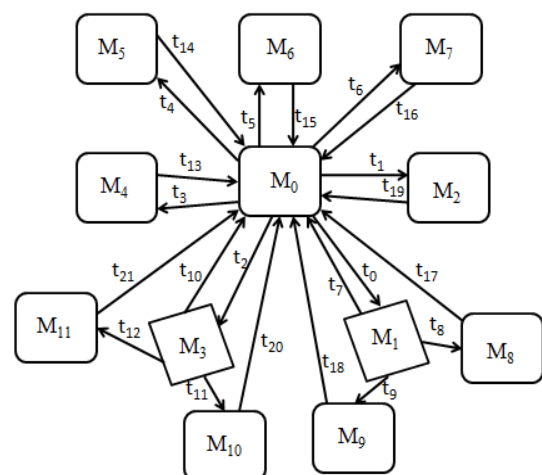 M₅
t₁₄
M₆
M₇
t₄
t₅
t₁₅
t₆
t₁₆
M₄
t₁₃
t₃
M₀
t₁
t₁₉
M₂
t₂₁
t₁₀
t₂
t₀
t₇
t₁₇
M₁₁
t₁₂
M₃
t₂₀
t₁₈
M₁
t₈
M₈
t₁₁
t₉
M₁₀
M₉